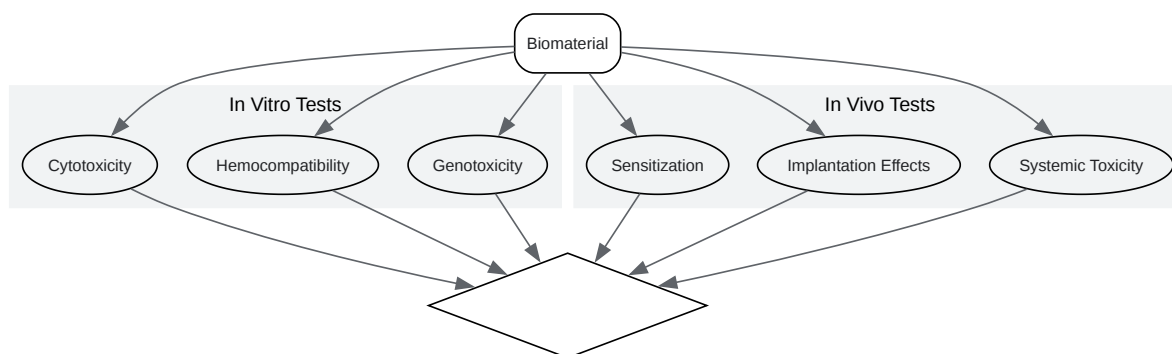 Biomaterial
In Vitro Tests
In Vivo Tests
Cytotoxicity
Hemocompatibility
Genotoxicity
Sensitization
Implantation Effects
Systemic Toxicity